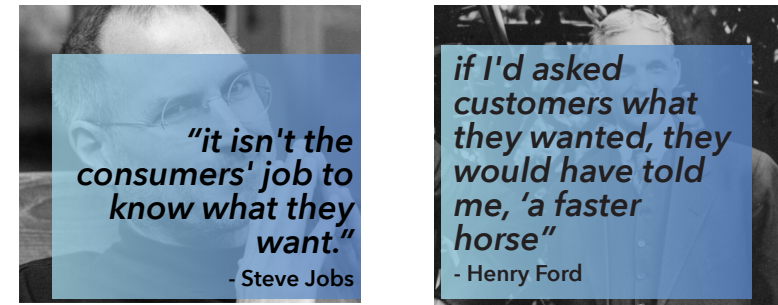 “it isn't the
consumers' job to
know what they
want.”
- Steve Jobs
if I'd asked
customers what
they wanted, they
would have told
me, ‘a faster
horse”
- Henry Ford